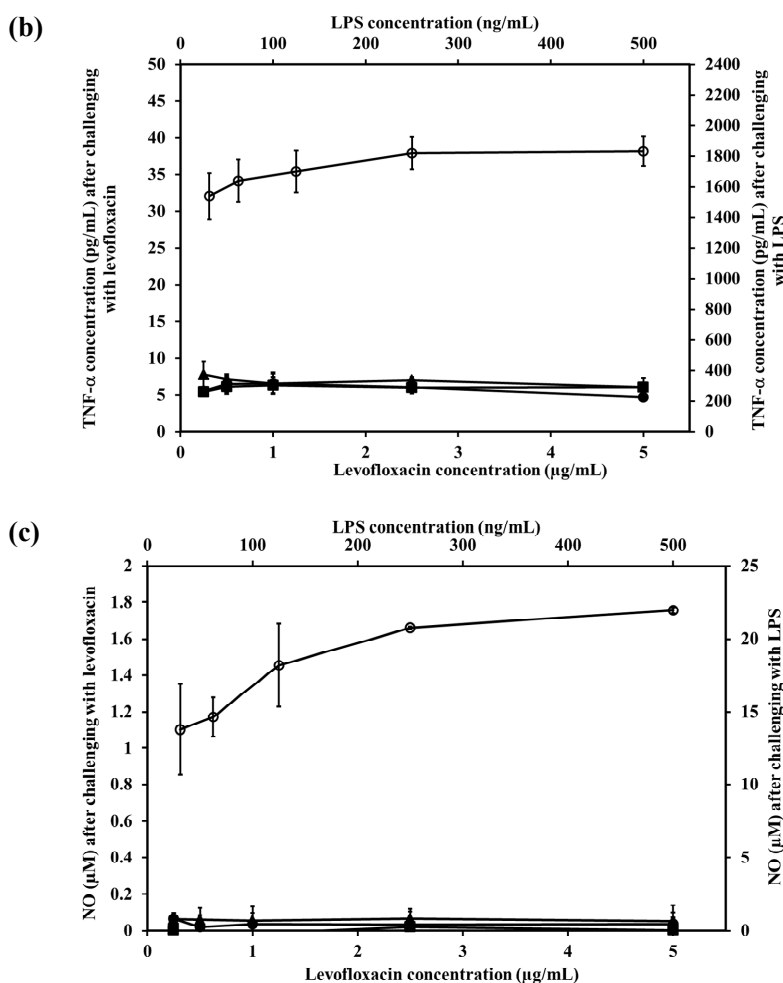 (b)
LPS concentration (ng/mL)
0 100 200 300 400 500
TNF-α concentration (pg/mL) after challenging
with levofloxacin
50
45
40
35
30
25
20
15
10
5
0
2400
2200
2000
1800
1600
1400
1200
1000
800
600
400
200
0
TNF-α concentration (pg/mL) after challenging
with LPS
0 1 2 3 4 5
Levofloxacin concentration (µg/mL)
(c)
LPS concentration (ng/mL)
0 100 200 300 400 500
NO (µM) after challenging with levofloxacin
2
1.8
1.6
1.4
1.2
1
0.8
0.6
0.4
0.2
0
25
20
15
10
5
0
NO (µM) after challenging with LPS
0 1 2 3 4 5
Levofloxacin concentration (µg/mL)